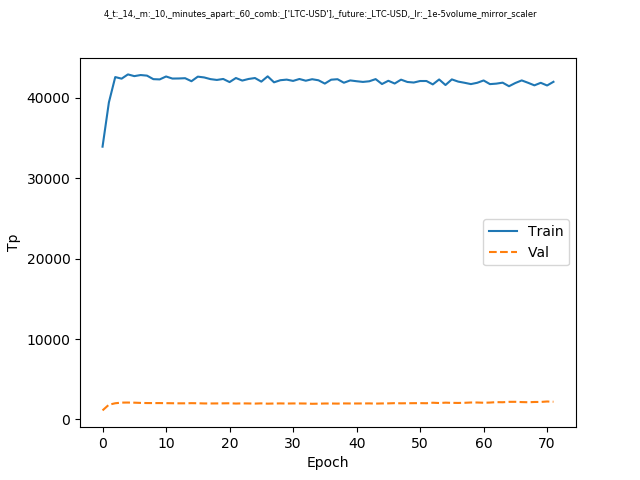 4_t:_14,_m:_10,_minutes_apart:_60_comb:_['LTC-USD'],_future:_LTC-USD,_lr:_1e-5volume_mirror_scaler
40000
30000
20000
10000
0
Tp
Train
Val
0 10 20 30 40 50 60 70
Epoch